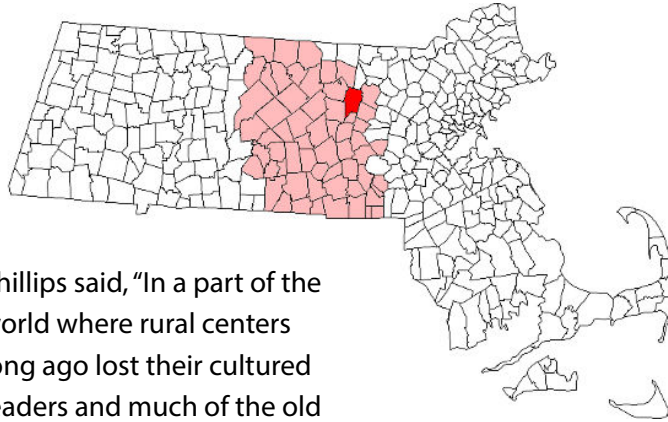 hillips said, “In a part of the
orld where rural centers
ng ago lost their cultured
eaders and much of the old